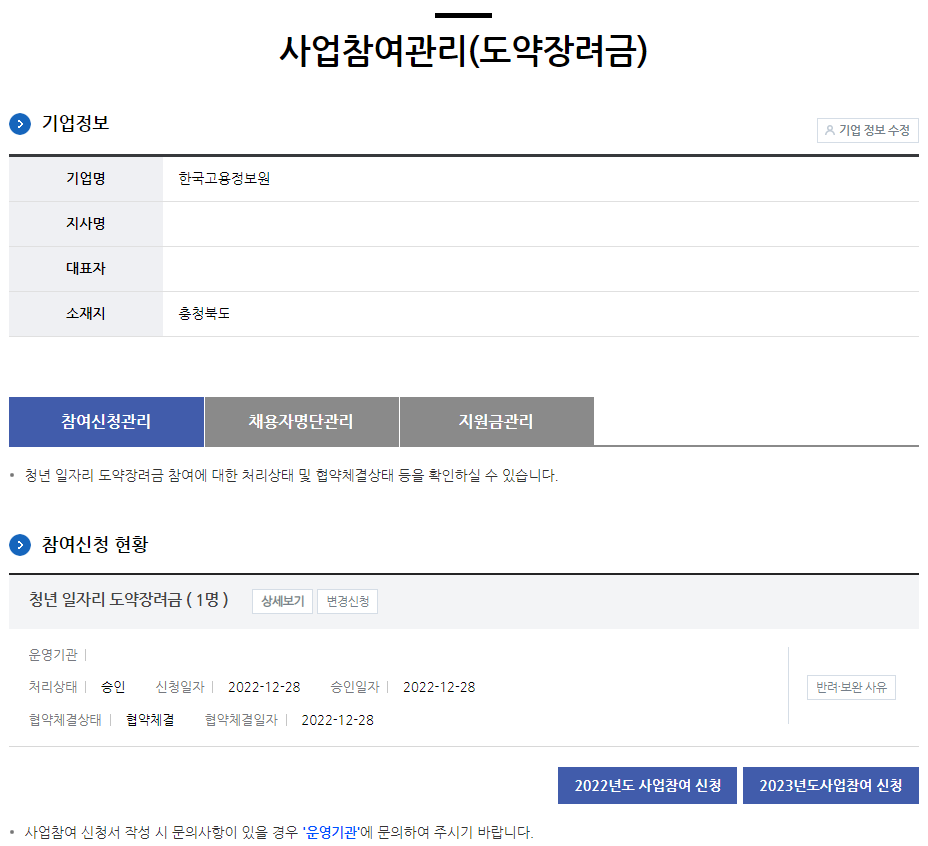 사업참여관리(도약장려금)
기업정보
기업 정보 수정
기업명 한국고용정보원
지사명
대표자
소재지 충청북도
참여신청관리 채용자명단관리 지원금관리
청년 일자리 도약장려금 참여에 대한 처리상태 및 협약체결상태 등을 확인하실 수 있습니다.
참여신청 현황
청년 일자리 도약장려금 ( 1명 ) 상세보기 변경신청
운영기관
처리상태 승인 신청일자 2022-12-28 승인일자 2022-12-28
반려·보완 사유
협약체결상태 협약체결 협약체결일자 2022-12-28
2022년도 사업참여 신청 2023년도사업참여 신청
사업참여 신청서 작성 시 문의사항이 있을 경우 '운영기관'에 문의하여 주시기 바랍니다.